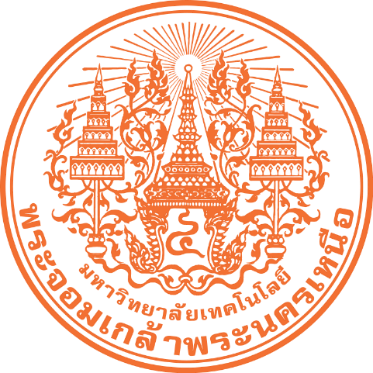 ๔
มหาวิทยาลัยเทคโนโลยี
พระจอมเกล้าพระนครเหนือ